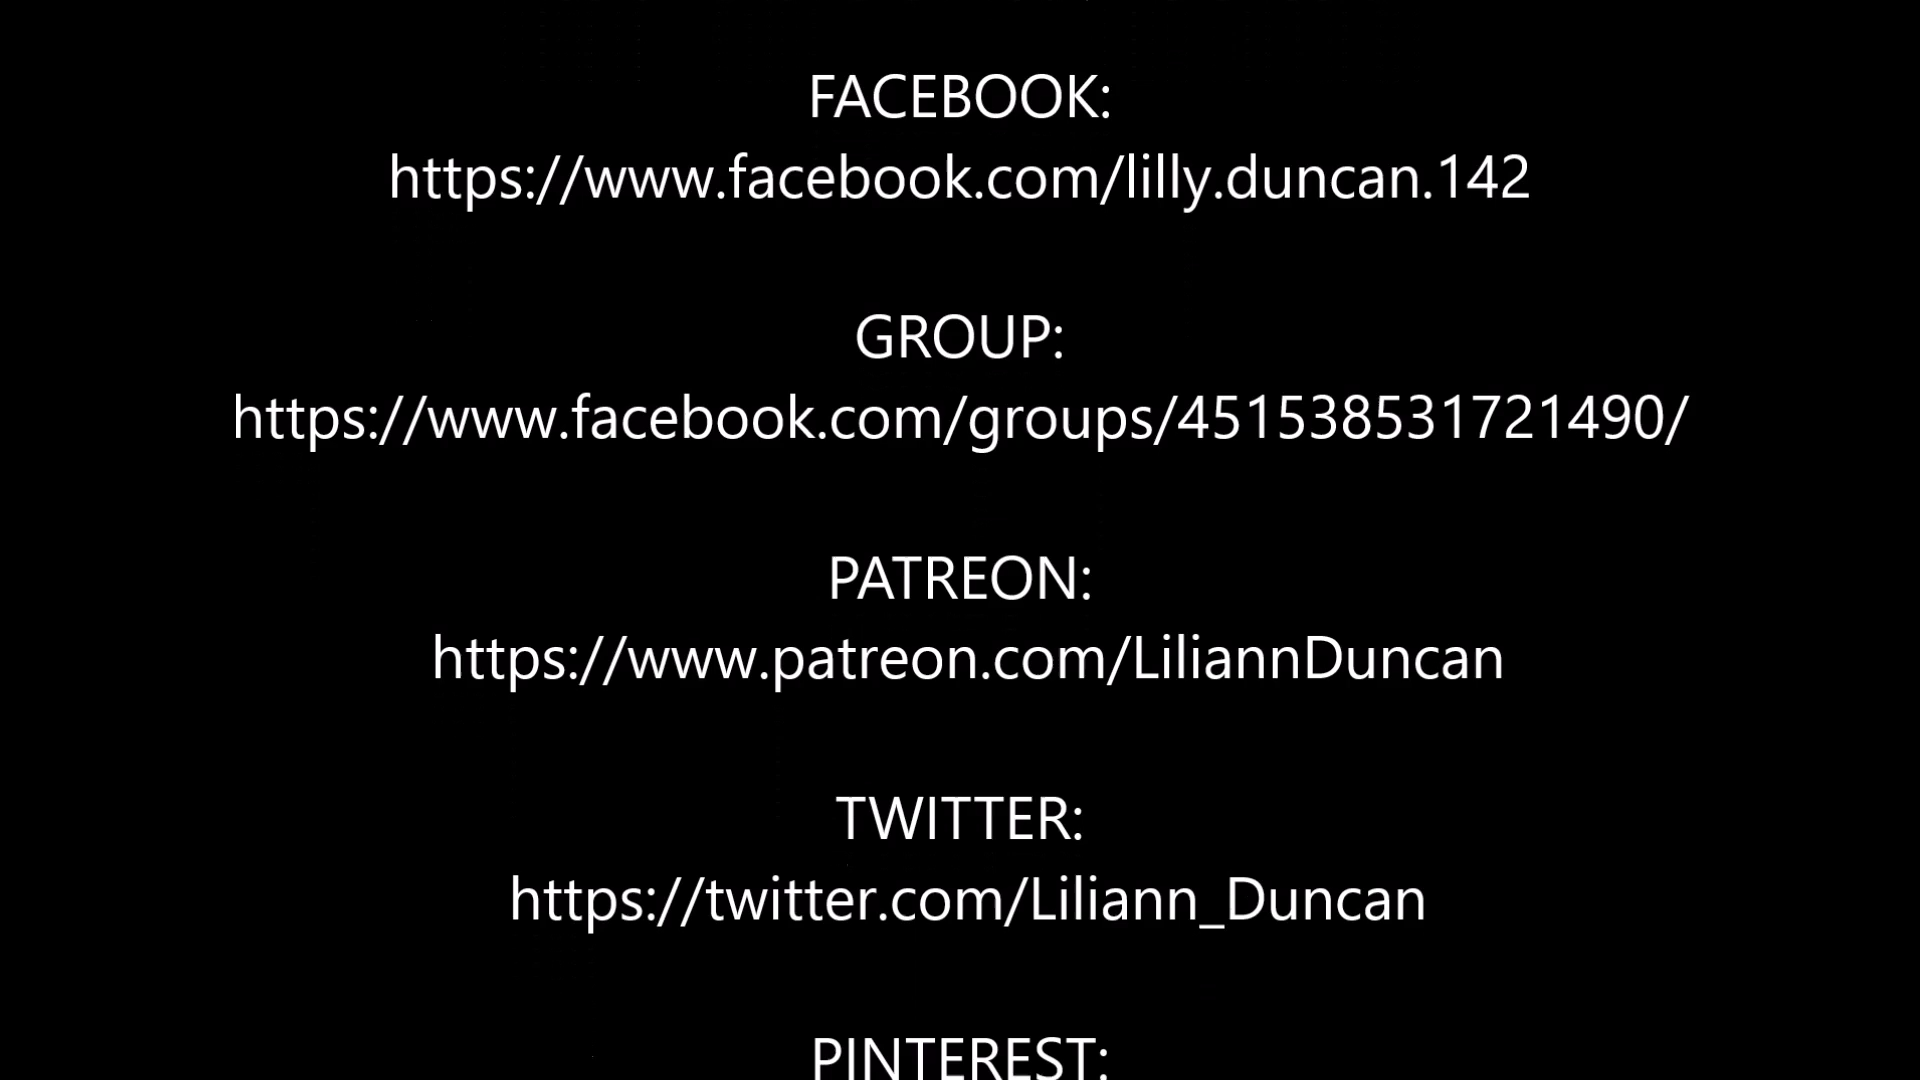 FACEBOOK:
https://www.facebook.com/lilly.duncan.142
GROUP:
https://www.facebook.com/groups/451538531721490/
PATREON:
https://www.patreon.com/LiliannDuncan
TWITTER:
https://twitter.com/Liliann_Duncan
PINTEREST: